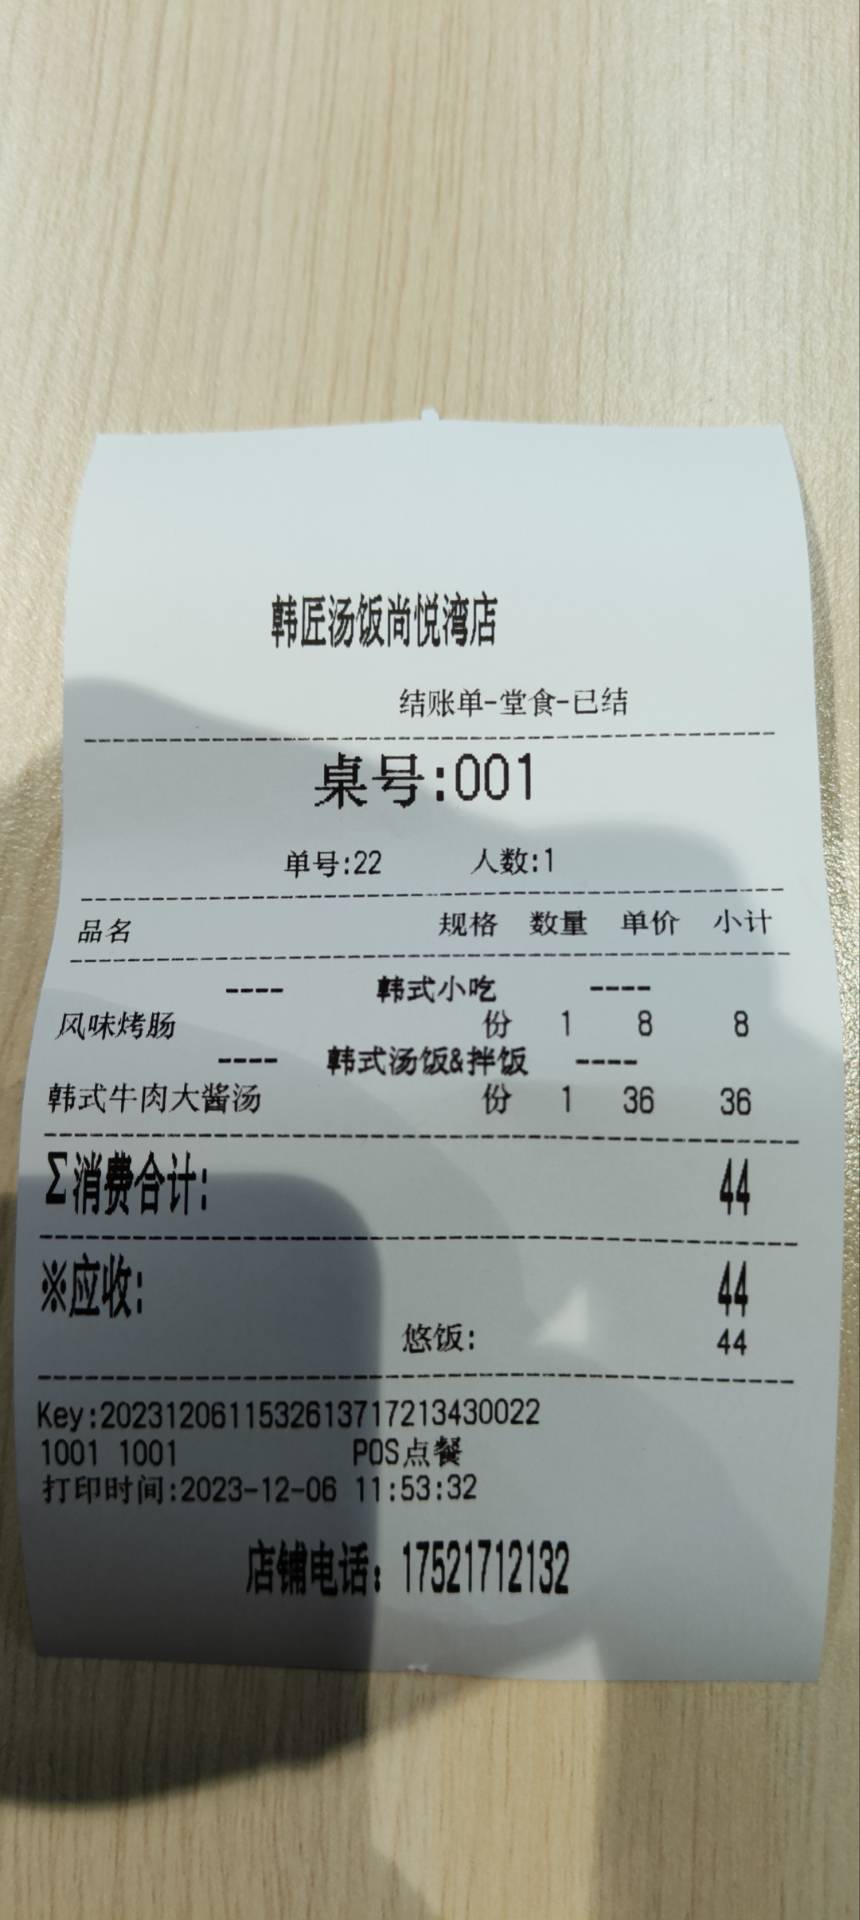 韩匠汤饭尚悦湾店
结账单-堂食-已结
桌号:001
单号:22 人数:1
品名 规格 数量 单价 小计
---- 韩式小吃 ----
风味烤肠 份 1 8 8
---- 韩式汤饭&拌饭 ----
韩式牛肉大酱汤 份 1 36 36
Σ消费合计: 44
※应收: 44
悠饭: 44
Key:2023120611532613717213430022
1001 1001 POS点餐
打印时间:2023-12-06 11:53:32
店铺电话：17521712132